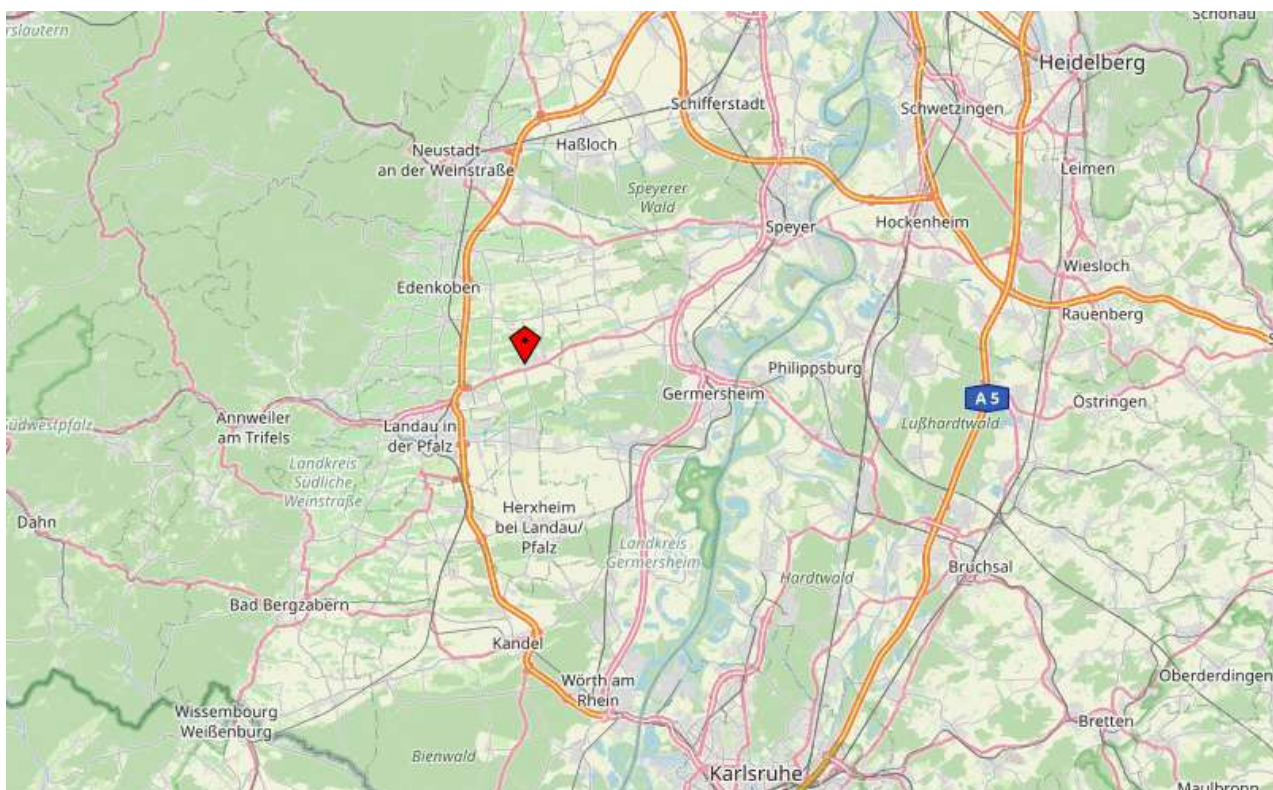 Schönau
Heidelberg
Schifferstadt
Schwetzingen
Haßloch
Neustadt
an der Weinstraße
Leimen
Speyerer
Wald
Speyer
Hockenheim
Wiesloch
Edenkoben
Rauenberg
Philippsburg
Germersheim
A 5
Östringen
Annweiler
am Trifels
Südwestpfalz
Landau in
der Pfalz
Lußhardtwald
Landkreis
Südliche
Weinstraße
Herxheim
bei Landau/
Pfalz
Dahn
Landkreis
Germersheim
Bruchsal
Hardtwald
Bad Bergzabern
Kandel
Wörth am
Rhein
Oberderdingen
Wissembourg
Weißenburg
Bretten
Bienwald
Karlsruhe
Maulbronn